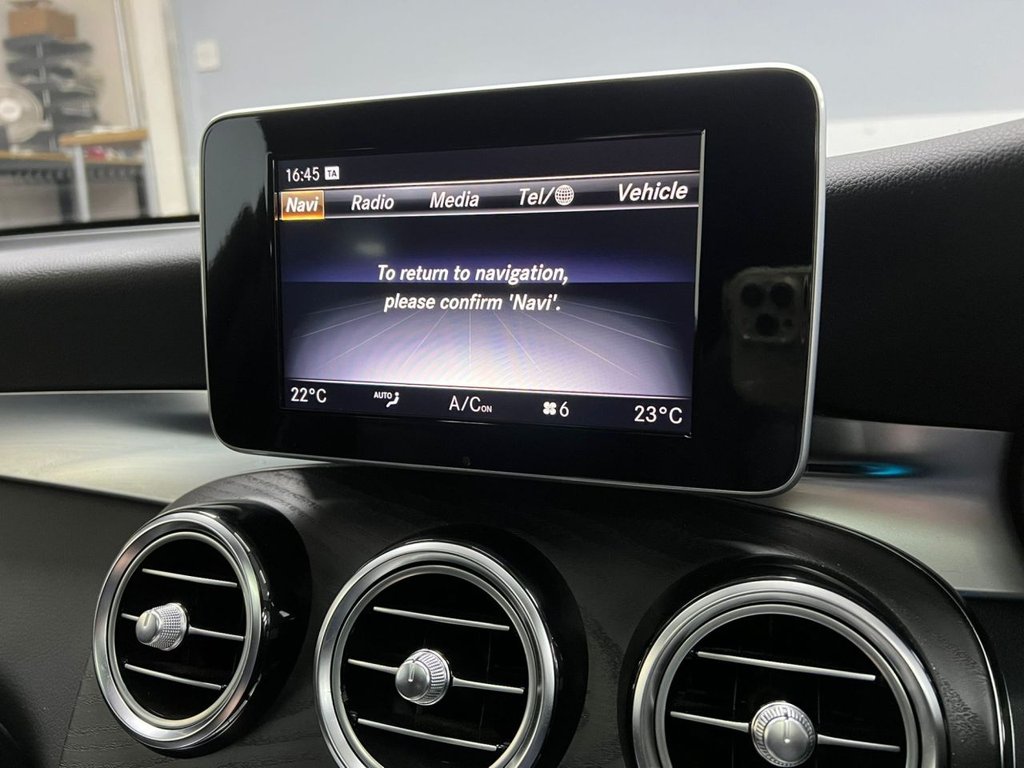 16:45 TA
Navi Radio Media Tel/ Vehicle
To return to navigation,
please confirm 'Navi'.
22°C AUTO A/C ON 6 23°C